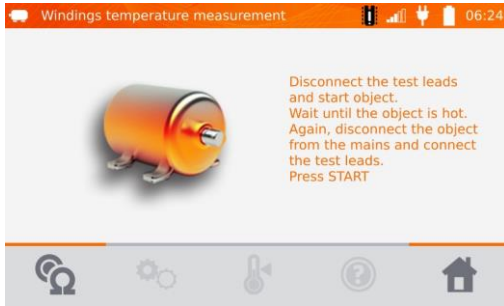 Windings temperature measurement 06:24
Disconnect the test leads
and start object.
Wait until the object is hot.
Again, disconnect the object
from the mains and connect
the test leads.
Press START